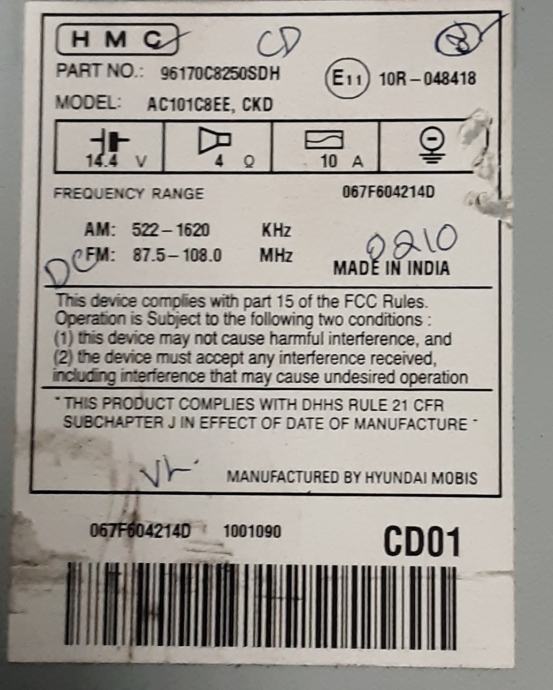 HMC CD
PART NO.: 96170C8250SDH E11 10R-048418
MODEL: AC101C8EE, CKD
14.4 V 4 Ω 10 A
FREQUENCY RANGE 067F604214D
AM: 522-1620 KHz
0210
FM: 87.5-108.0 MHz MADE IN INDIA
This device complies with part 15 of the FCC Rules.
Operation is Subject to the following two conditions :
(1) this device may not cause harmful interference, and
(2) the device must accept any interference received,
including interference that may cause undesired operation
" THIS PRODUCT COMPLIES WITH DHHS RULE 21 CFR
SUBCHAPTER J IN EFFECT OF DATE OF MANUFACTURE "
MANUFACTURED BY HYUNDAI MOBIS
067F604214D 1001090 CD01